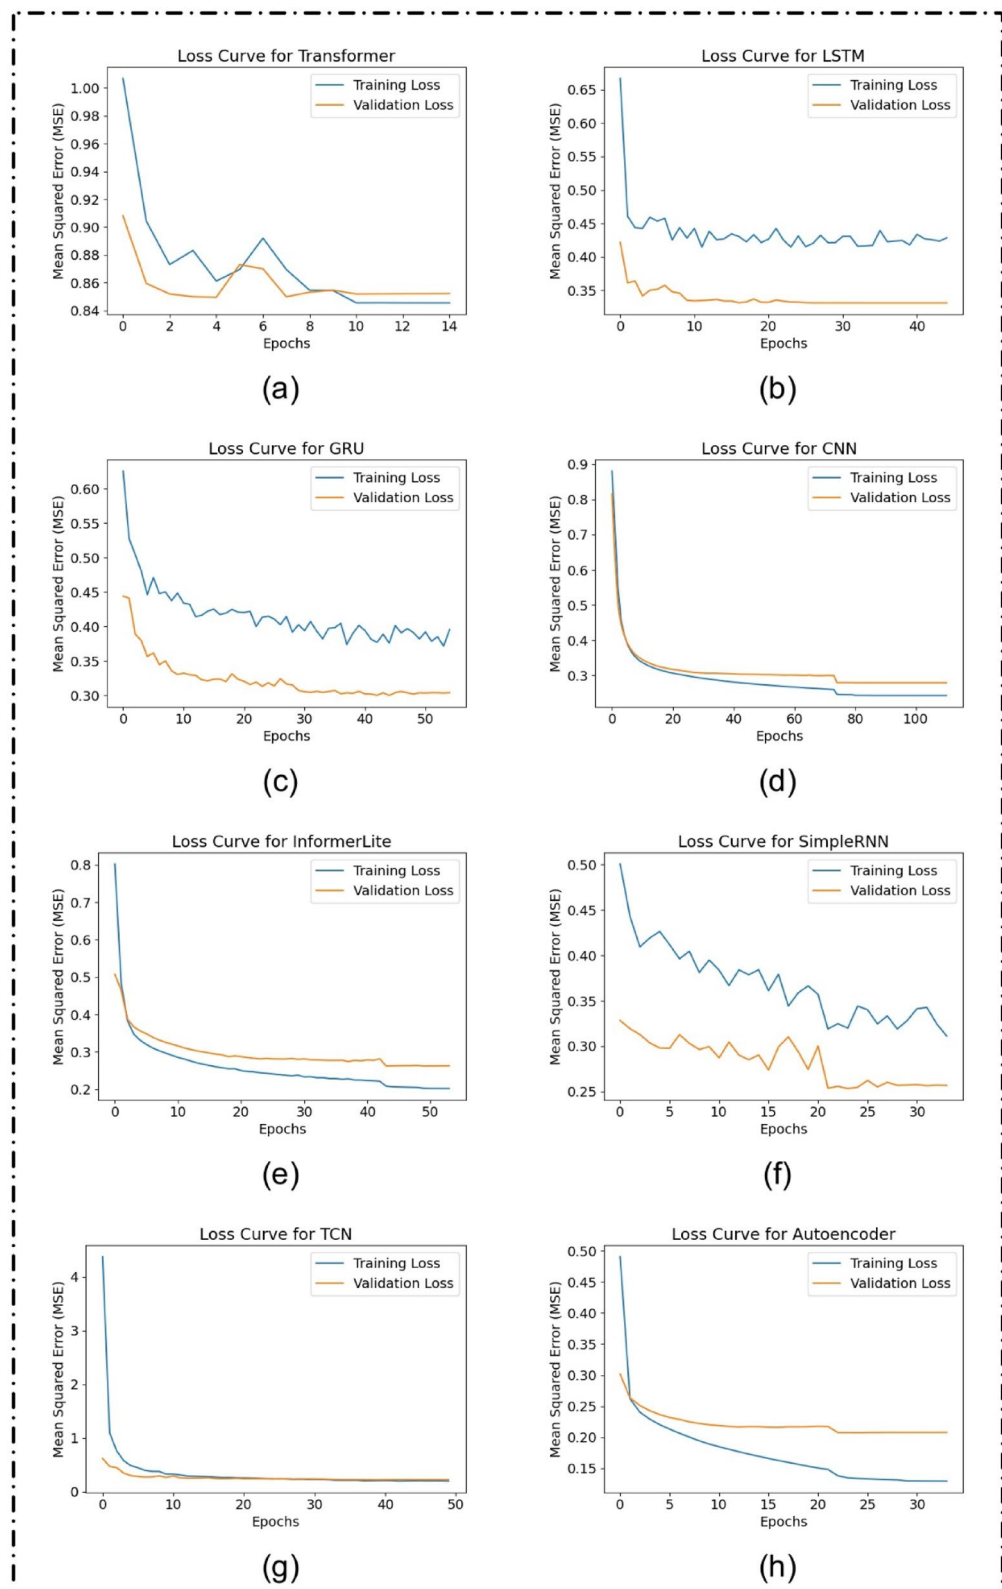 Loss Curve for Transformer
Training Loss
Validation Loss
Mean Squared Error (MSE)
1.00
0.98
0.96
0.94
0.92
0.90
0.88
0.86
0.84
0 2 4 6 8 10 12 14
Epochs
(a)
Loss Curve for LSTM
Training Loss
Validation Loss
Mean Squared Error (MSE)
0.65
0.60
0.55
0.50
0.45
0.40
0.35
0 10 20 30 40
Epochs
(b)
Loss Curve for GRU
Training Loss
Validation Loss
Mean Squared Error (MSE)
0.60
0.55
0.50
0.45
0.40
0.35
0.30
0 10 20 30 40 50
Epochs
(c)
Loss Curve for CNN
Training Loss
Validation Loss
Mean Squared Error (MSE)
0.9
0.8
0.7
0.6
0.5
0.4
0.3
0 20 40 60 80 100
Epochs
(d)
Loss Curve for InformerLite
Training Loss
Validation Loss
Mean Squared Error (MSE)
0.8
0.7
0.6
0.5
0.4
0.3
0.2
0 10 20 30 40 50
Epochs
(e)
Loss Curve for SimpleRNN
Training Loss
Validation Loss
Mean Squared Error (MSE)
0.50
0.45
0.40
0.35
0.30
0.25
0 5 10 15 20 25 30
Epochs
(f)
Loss Curve for TCN
Training Loss
Validation Loss
Mean Squared Error (MSE)
4
3
2
1
0
0 10 20 30 40 50
Epochs
(g)
Loss Curve for Autoencoder
Training Loss
Validation Loss
Mean Squared Error (MSE)
0.50
0.45
0.40
0.35
0.30
0.25
0.20
0.15
0 5 10 15 20 25 30
Epochs
(h)